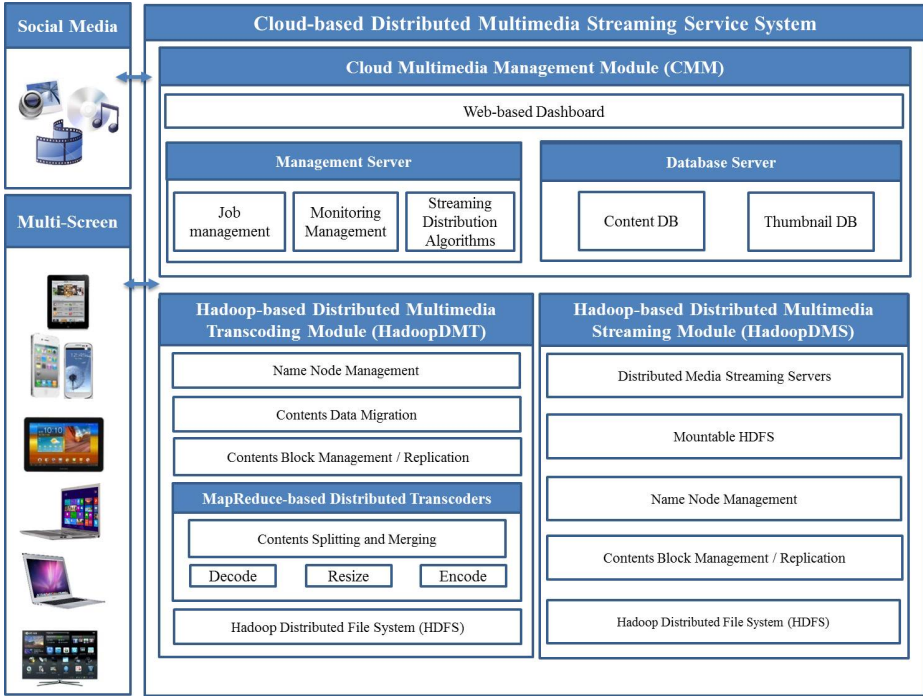 Social Media
Cloud-based Distributed Multimedia Streaming Service System
Cloud Multimedia Management Module (CMM)
Web-based Dashboard
Management Server
Job
management
Monitoring
Management
Streaming
Distribution
Algorithms
Database Server
Content DB
Thumbnail DB
Multi-Screen
Hadoop-based Distributed Multimedia
Transcoding Module (HadoopDMT)
Name Node Management
Contents Data Migration
Contents Block Management / Replication
MapReduce-based Distributed Transcoders
Contents Splitting and Merging
Decode
Resize
Encode
Hadoop Distributed File System (HDFS)
Hadoop-based Distributed Multimedia
Streaming Module (HadoopDMS)
Distributed Media Streaming Servers
Mountable HDFS
Name Node Management
Contents Block Management / Replication
Hadoop Distributed File System (HDFS)